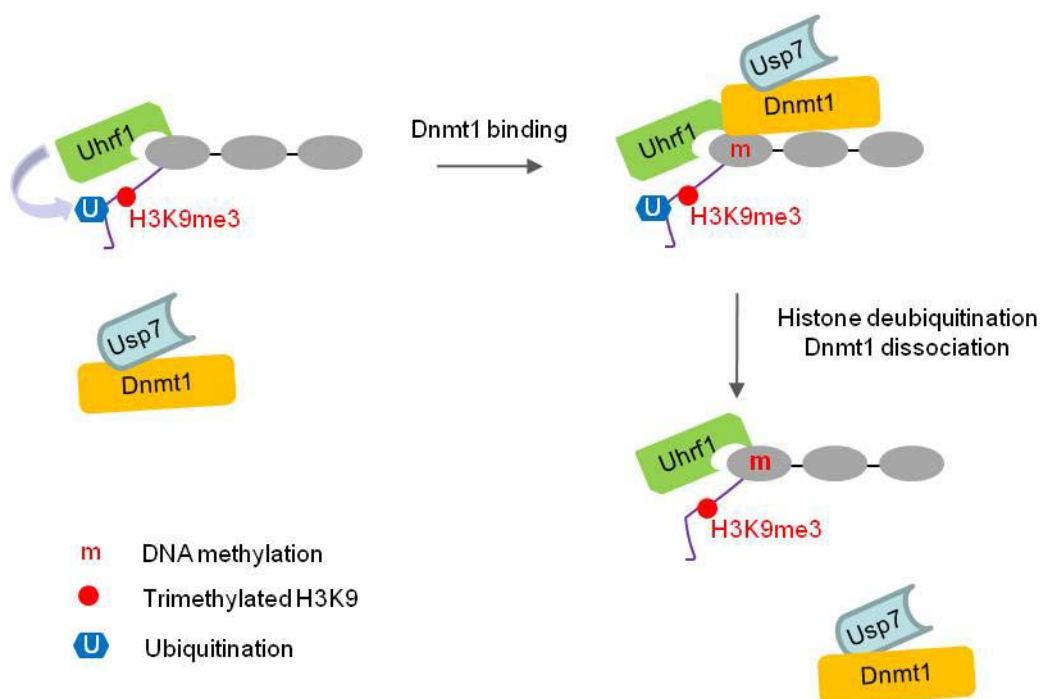 Uhrf1
U
H3K9me3
Usp7
Dnmt1
Dnmt1 binding
Usp7
Dnmt1
Uhrf1
m
U
H3K9me3
Histone deubiquitination
Dnmt1 dissociation
Uhrf1
m
H3K9me3
Usp7
Dnmt1
m DNA methylation
Trimethylated H3K9
U Ubiquitination